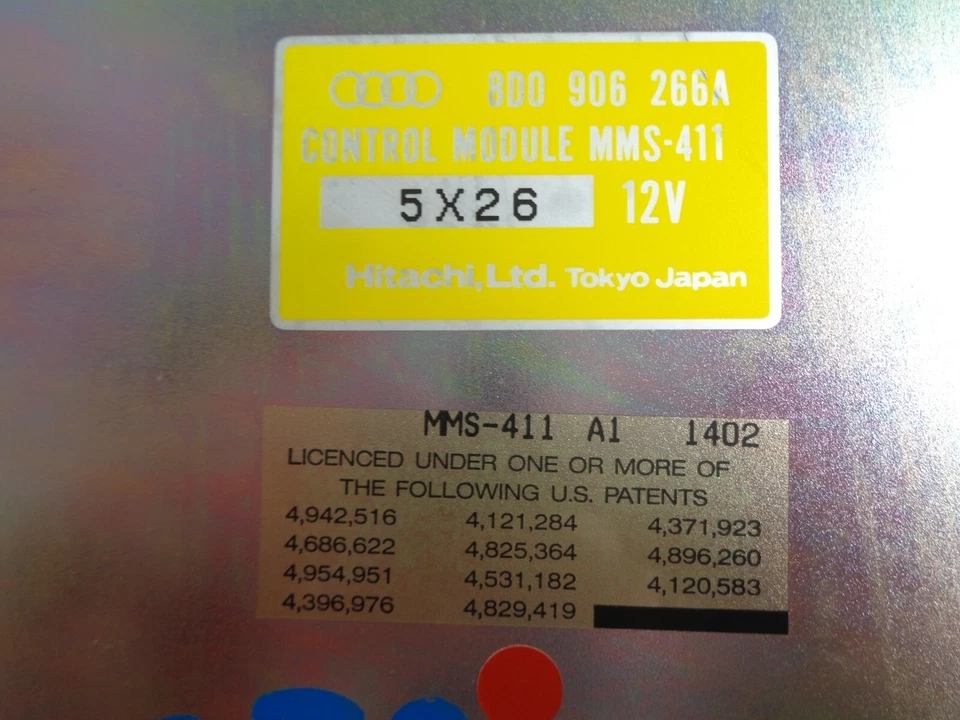 8D0 906 266A
CONTROL MODULE MMS-411
5X26 12V
Hitachi,Ltd. Tokyo Japan
MMS-411 A1 1402
LICENCED UNDER ONE OR MORE OF
THE FOLLOWING U.S. PATENTS
4,942,516 4,121,284 4,371,923
4,686,622 4,825,364 4,896,260
4,954,951 4,531,182 4,120,583
4,396,976 4,829,419